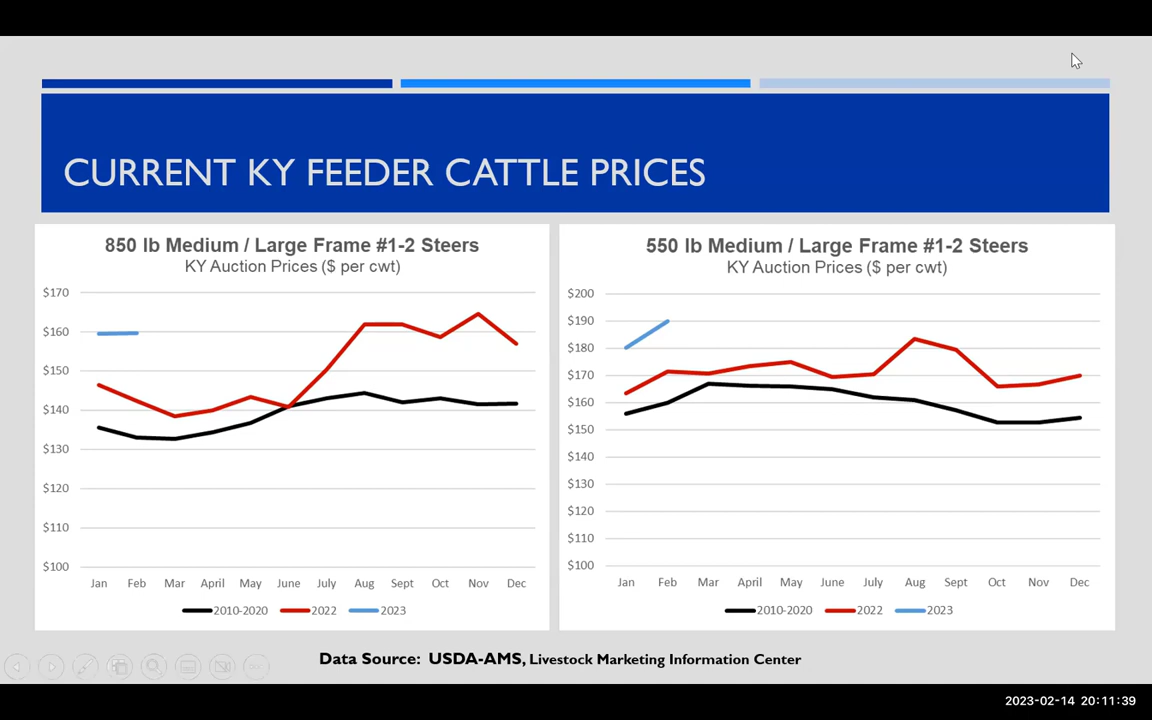 CURRENT KY FEEDER CATTLE PRICES
850 lb Medium / Large Frame #1-2 Steers
KY Auction Prices ($ per cwt)
$170
$160
$150
$140
$130
$120
$110
$100
Jan Feb Mar April May June July Aug Sept Oct Nov Dec
2010-2020 2022 2023
550 lb Medium / Large Frame #1-2 Steers
KY Auction Prices ($ per cwt)
$200
$190
$180
$170
$160
$150
$140
$130
$120
$110
$100
Jan Feb Mar April May June July Aug Sept Oct Nov Dec
2010-2020 2022 2023
Data Source: USDA-AMS, Livestock Marketing Information Center
2023-02-14 20:11:39